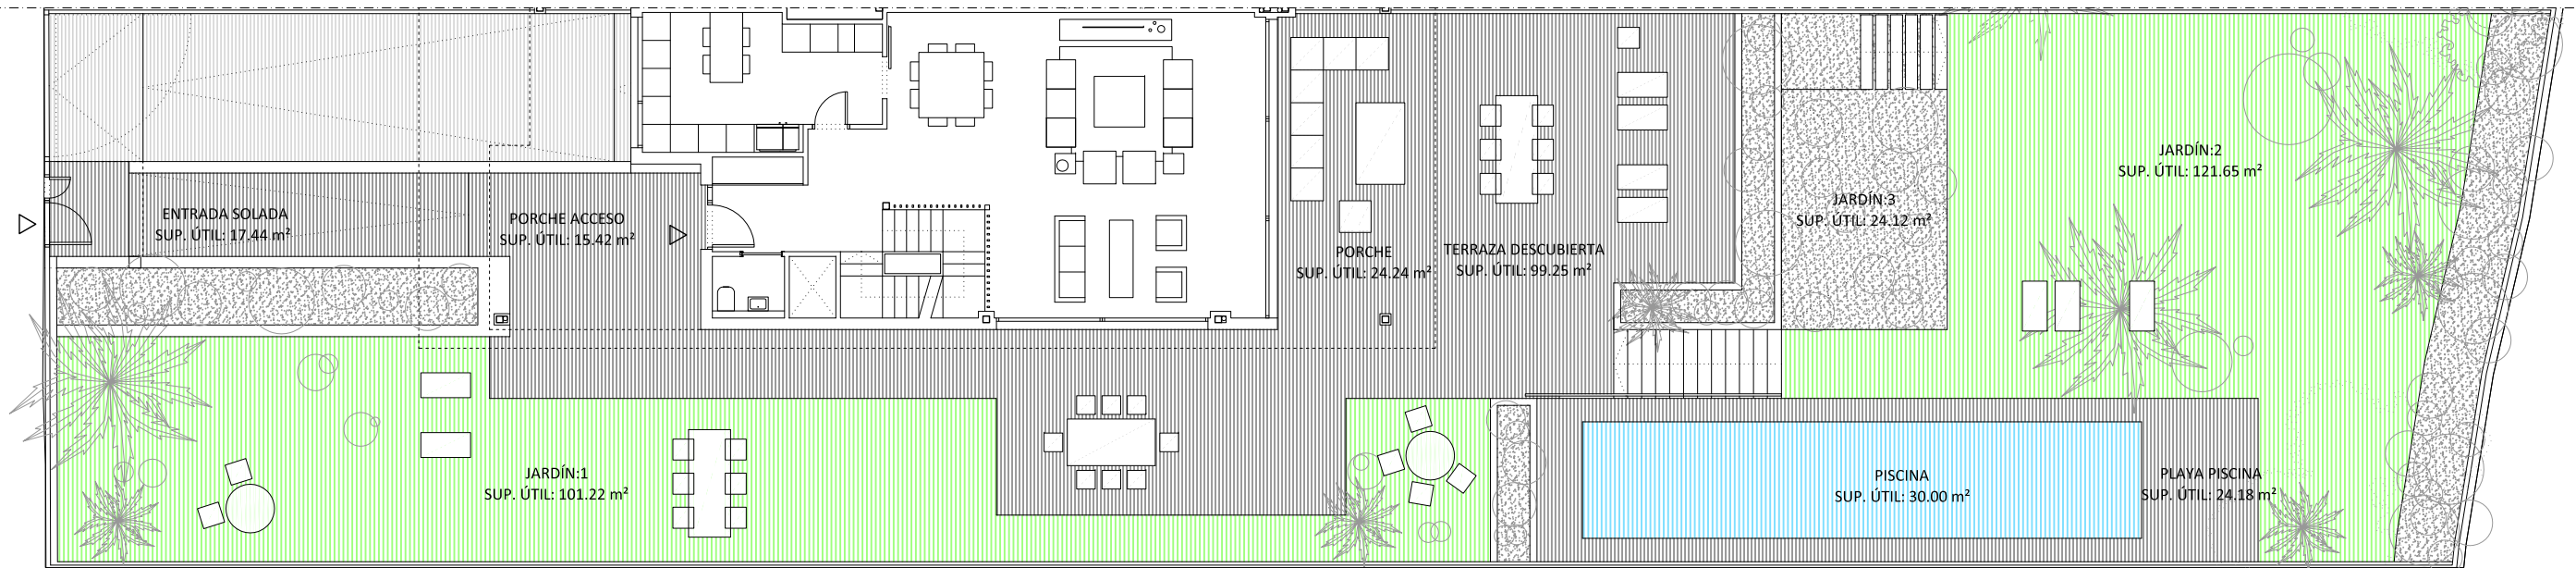 ENTRADA SOLADA
SUP. ÚTIL: 17.44 m²
PORCHE ACCESO
SUP. ÚTIL: 15.42 m²
PORCHE
SUP. ÚTIL: 24.24 m²
TERRAZA DESCUBIERTA
SUP. ÚTIL: 99.25 m²
JARDÍN:3
SUP. ÚTIL: 24.12 m²
JARDÍN:2
SUP. ÚTIL: 121.65 m²
JARDÍN:1
SUP. ÚTIL: 101.22 m²
PISCINA
SUP. ÚTIL: 30.00 m²
PLAYA PISCINA
SUP. ÚTIL: 24.18 m²